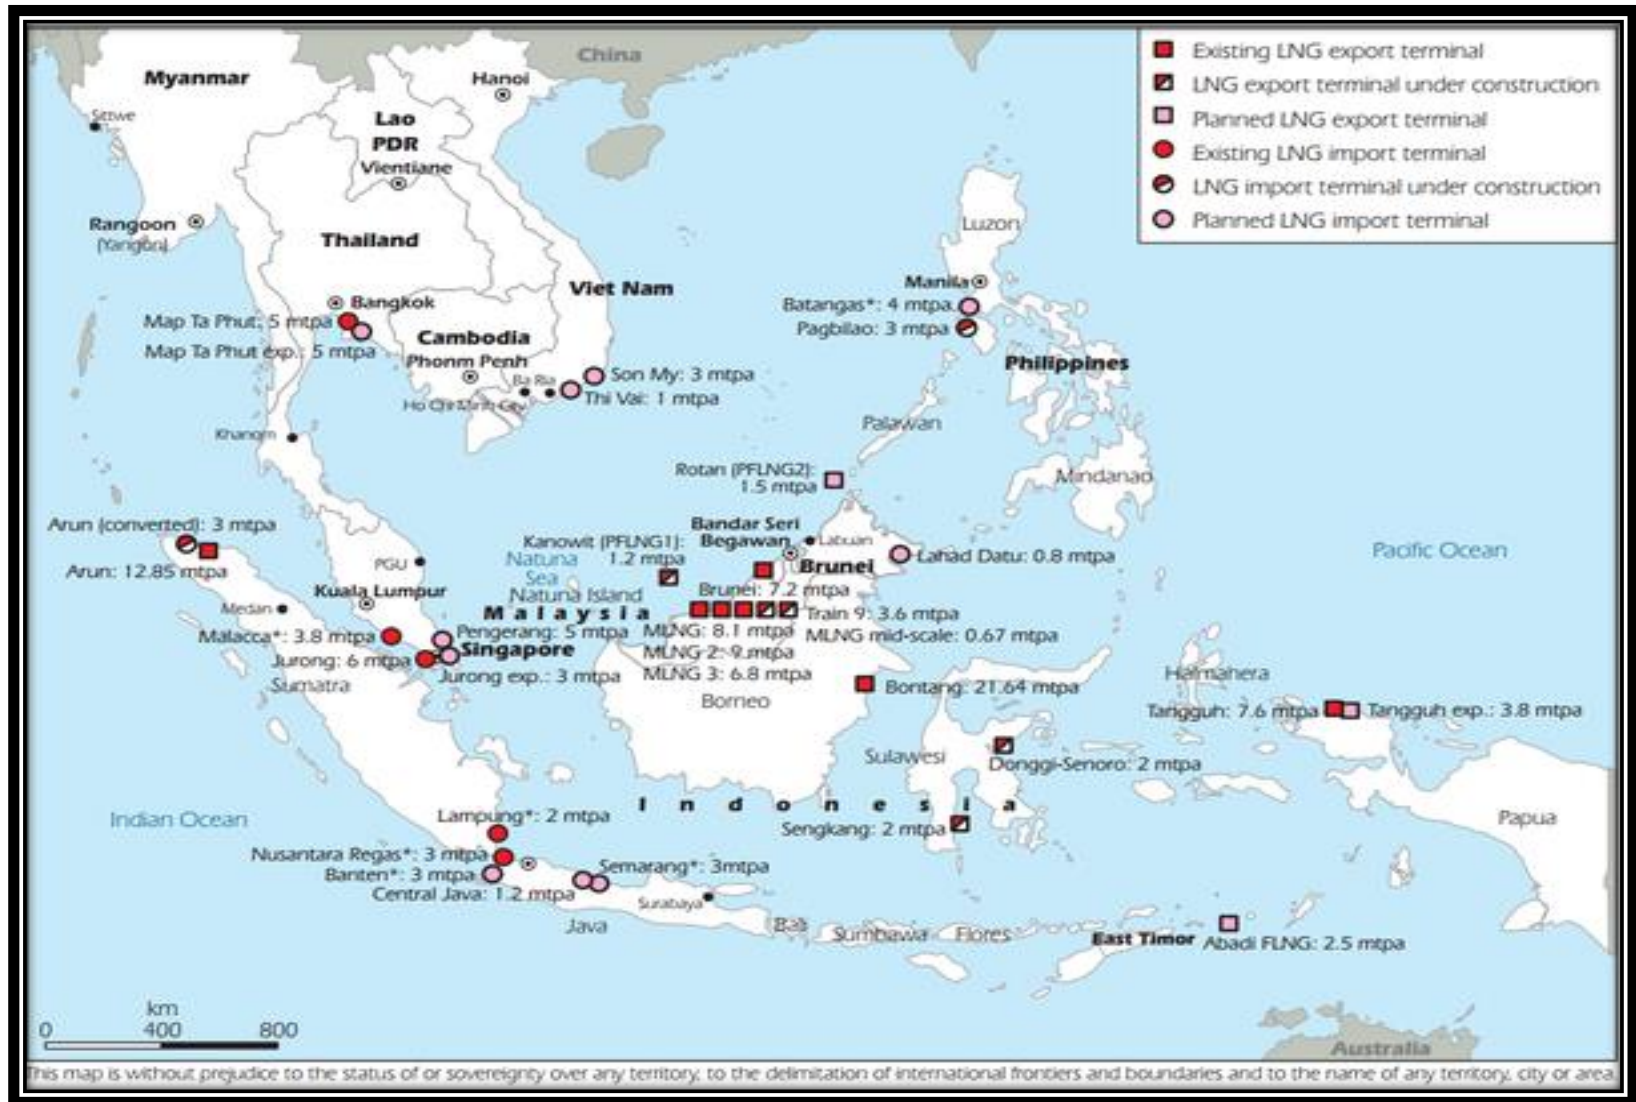 China
Existing LNG export terminal
LNG export terminal under construction
Planned LNG export terminal
Existing LNG import terminal
LNG import terminal under construction
Planned LNG import terminal
Myanmar
Hanoi
Sittwe
Lao
PDR
Vientiane
Rangoon
(Yangon)
Thailand
Luzon
Viet Nam
Manila
Bangkok
Batangas*: 4 mtpa
Map Ta Phut: 5 mtpa
Pagbilao: 3 mtpa
Map Ta Phut exp.: 5 mtpa
Cambodia
Phonm Penh
Philippines
Ba Ria
Son My: 3 mtpa
Thi Vai: 1 mtpa
Ho Chi Minh City
Palawan
Khanom
Rotan (PFLNG2):
1.5 mtpa
Mindanao
Arun (converted): 3 mtpa
Bandar Seri
Begawan
Labuan
Kanowit (PFLNG1):
1.2 mtpa
Natuna
Sea
Natuna Island
Lahad Datu: 0.8 mtpa
Pacific Ocean
Arun: 12.85 mtpa
PGU
Brunei
Kuala Lumpur
Brunei: 7.2 mtpa
Medan
Malaysia
Train 9: 3.6 mtpa
Malacca*: 3.8 mtpa
Pengerang: 5 mtpa
MLNG: 8.1 mtpa
MLNG mid-scale: 0.67 mtpa
Singapore
MLNG 2: 9 mtpa
Jurong: 6 mtpa
Jurong exp.: 3 mtpa
MLNG 3: 6.8 mtpa
Sumatra
Borneo
Bontang: 21.64 mtpa
Halmahera
Tangguh: 7.6 mtpa
Tangguh exp.: 3.8 mtpa
Sulawesi
Donggi-Senoro: 2 mtpa
Indonesia
Indian Ocean
Lampung*: 2 mtpa
Sengkang: 2 mtpa
Papua
Nusantara Regas*: 3 mtpa
Banten*: 3 mtpa
Semarang*: 3mtpa
Central Java: 1.2 mtpa
Surabaya
Java
Bali
Sumbawa
Flores
East Timor
Abadi FLNG: 2.5 mtpa
km
0 400 800
Australia
This map is without prejudice to the status of or sovereignty over any territory, to the delimitation of international frontiers and boundaries and to the name of any territory, city or area.